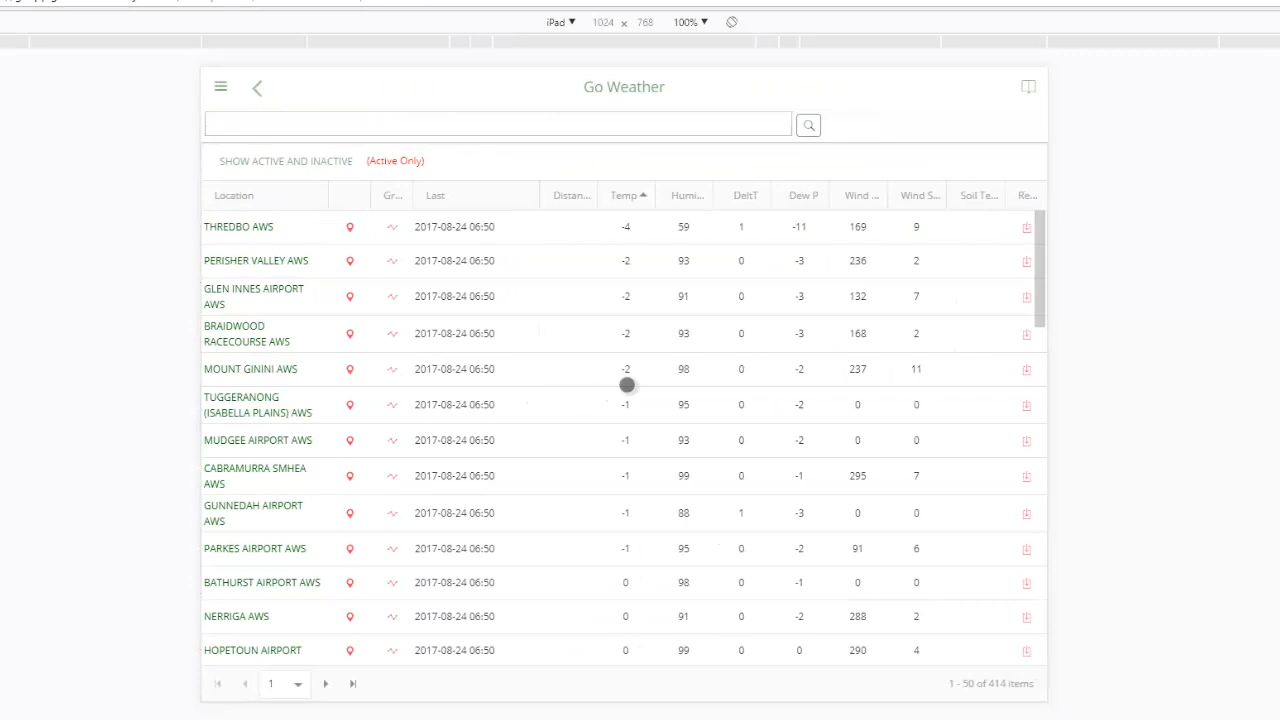 iPad ▼ 1024 × 768 100% ▼
Go Weather
SHOW ACTIVE AND INACTIVE (Active Only)
Location Gr... Last Distan... Temp Humi... DeltT Dew P Wind ... Wind S... Soil Te... Re...
THREDBO AWS 2017-08-24 06:50 -4 59 1 -11 169 9
PERISHER VALLEY AWS 2017-08-24 06:50 -2 93 0 -3 236 2
GLEN INNES AIRPORT
AWS 2017-08-24 06:50 -2 91 0 -3 132 7
BRAIDWOOD
RACECOURSE AWS 2017-08-24 06:50 -2 93 0 -3 168 2
MOUNT GININI AWS 2017-08-24 06:50 -2 98 0 -2 237 11
TUGGERANONG
(ISABELLA PLAINS) AWS 2017-08-24 06:50 -1 95 0 -2 0 0
MUDGEE AIRPORT AWS 2017-08-24 06:50 -1 93 0 -2 0 0
CABRAMURRA SMHEA
AWS 2017-08-24 06:50 -1 99 0 -1 295 7
GUNNEDAH AIRPORT
AWS 2017-08-24 06:50 -1 88 1 -3 0 0
PARKES AIRPORT AWS 2017-08-24 06:50 -1 95 0 -2 91 6
BATHURST AIRPORT AWS 2017-08-24 06:50 0 98 0 -1 0 0
NERRIGA AWS 2017-08-24 06:50 0 91 0 -2 288 2
HOPETOUN AIRPORT 2017-08-24 06:50 0 99 0 0 290 4
1 1 - 50 of 414 items